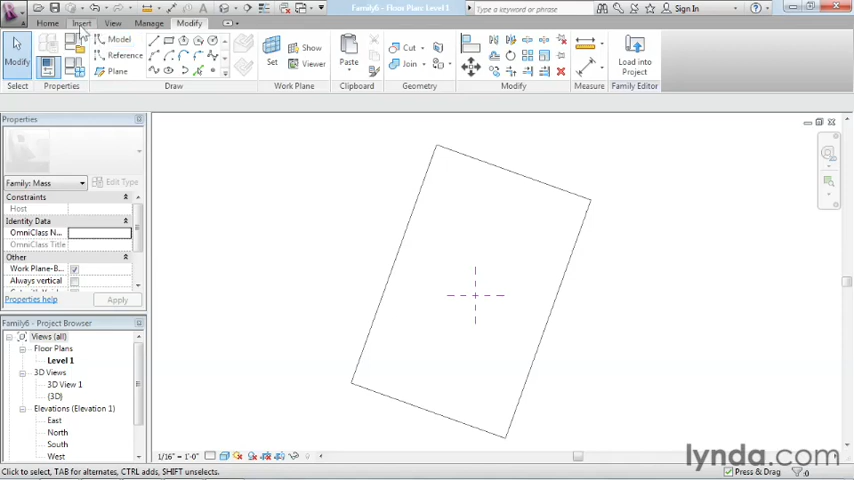 Family6 - Floor Plan: Level 1
Type a keyword or phrase
Sign In
Home Insert View Manage Modify
Modify
Model
Reference
Plane
Set
Show
Viewer
Paste
Cut
Join
Load into
Project
Select Properties Draw Work Plane Clipboard Geometry Modify Measure Family Editor
Properties
Family: Mass
Edit Type
Constraints
Host
Identity Data
OmniClass N...
OmniClass Title
Other
Work Plane-B...
Always vertical
Properties help
Apply
Family6 - Project Browser
Views (all)
Floor Plans
Level 1
3D Views
3D View 1
{3D}
Elevations (Elevation 1)
East
North
South
West
1/16" = 1'-0"
Click to select, TAB for alternates, CTRL adds, SHIFT unselects.
Press & Drag
:0
lynda.com